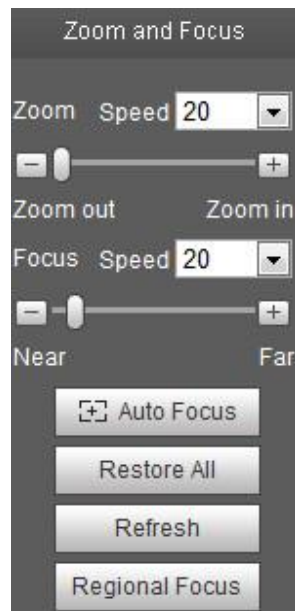 Zoom and Focus
Zoom Speed 20
Zoom out Zoom in
Focus Speed 20
Near Far
Auto Focus
Restore All
Refresh
Regional Focus